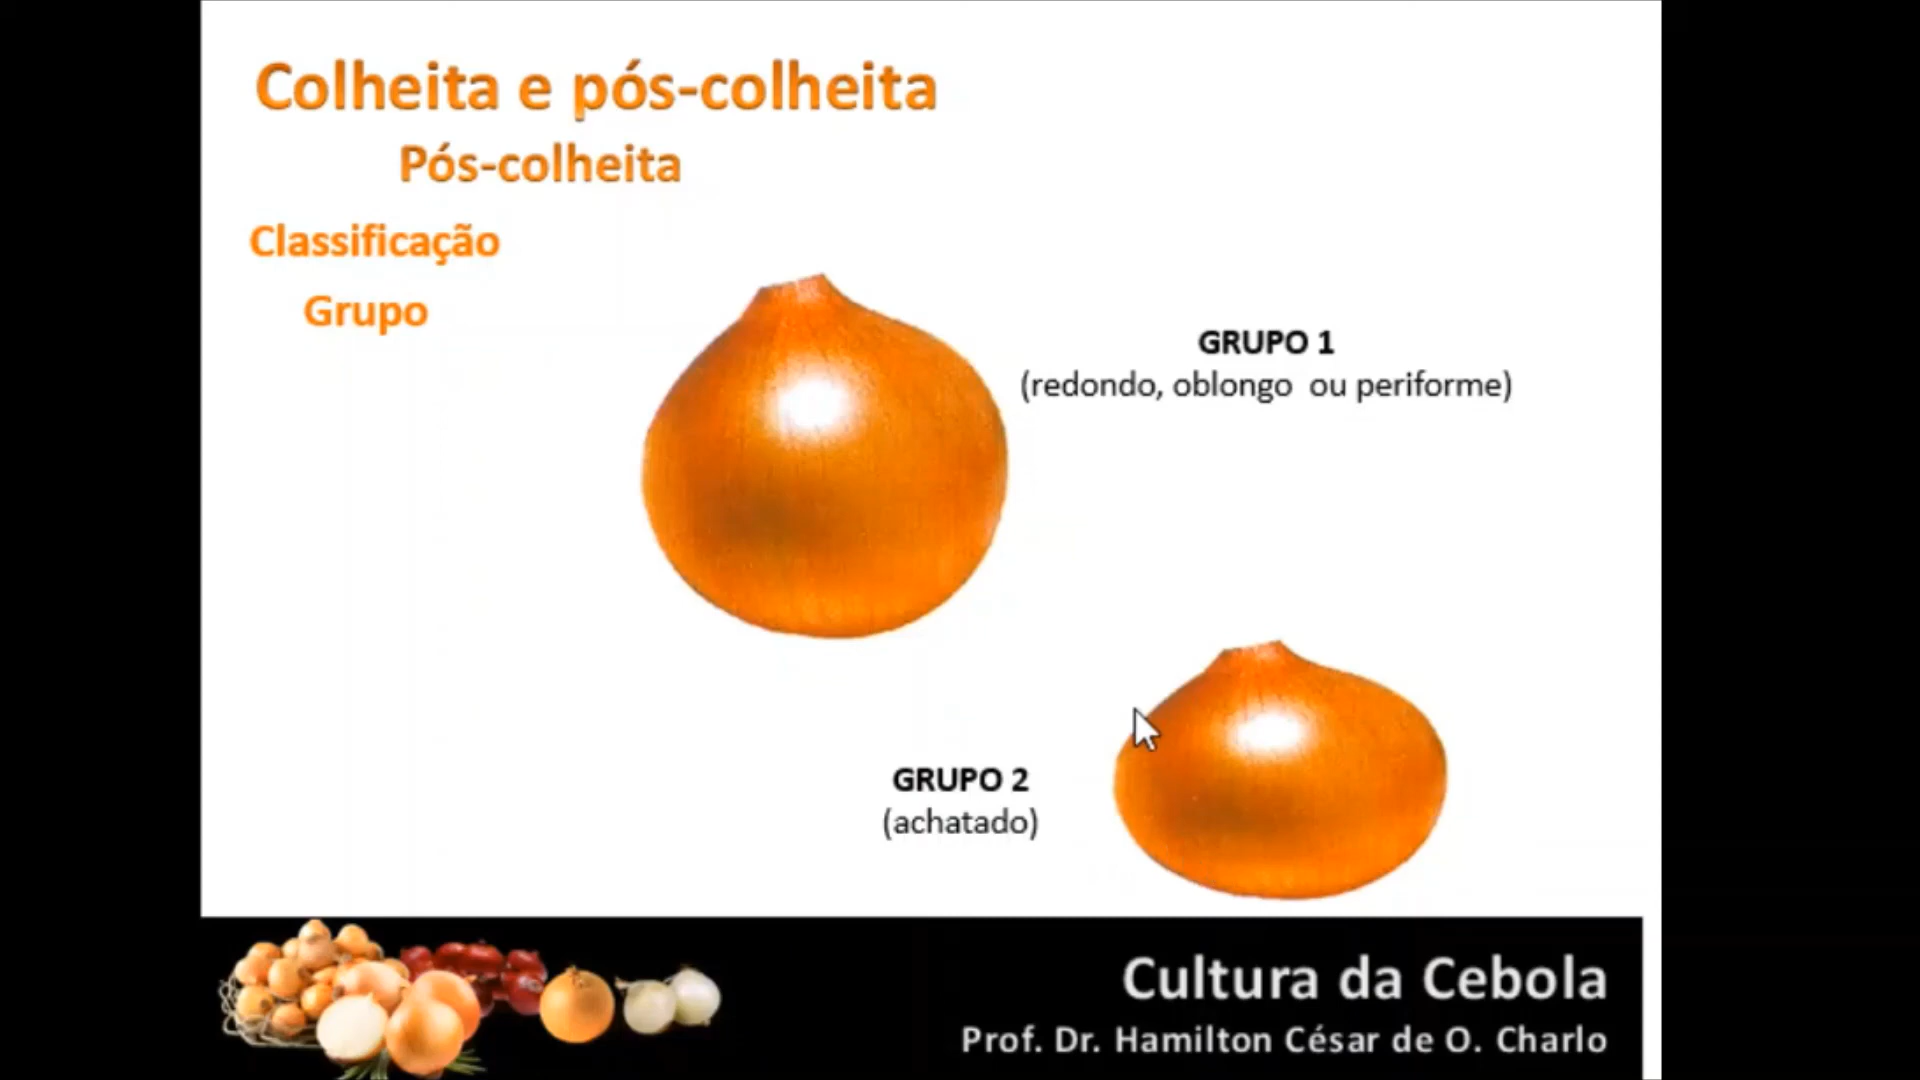 Colheita e pós-colheita
Pós-colheita
Classificação
Grupo
GRUPO 1
(redondo, oblongo ou periforme)
GRUPO 2
(achatado)
Cultura da Cebola
Prof. Dr. Hamilton César de O. Charlo